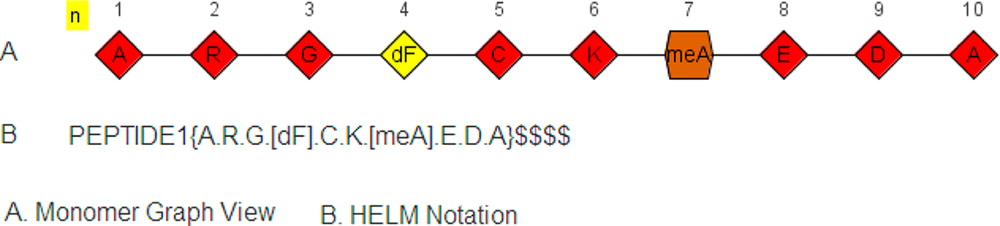 n 1 2 3 4 5 6 7 8 9 10
A A R G dF C K meA E D A
B PEPTIDE1{A.R.G.[dF].C.K.[meA].E.D.A}$$$$
A. Monomer Graph View B. HELM Notation